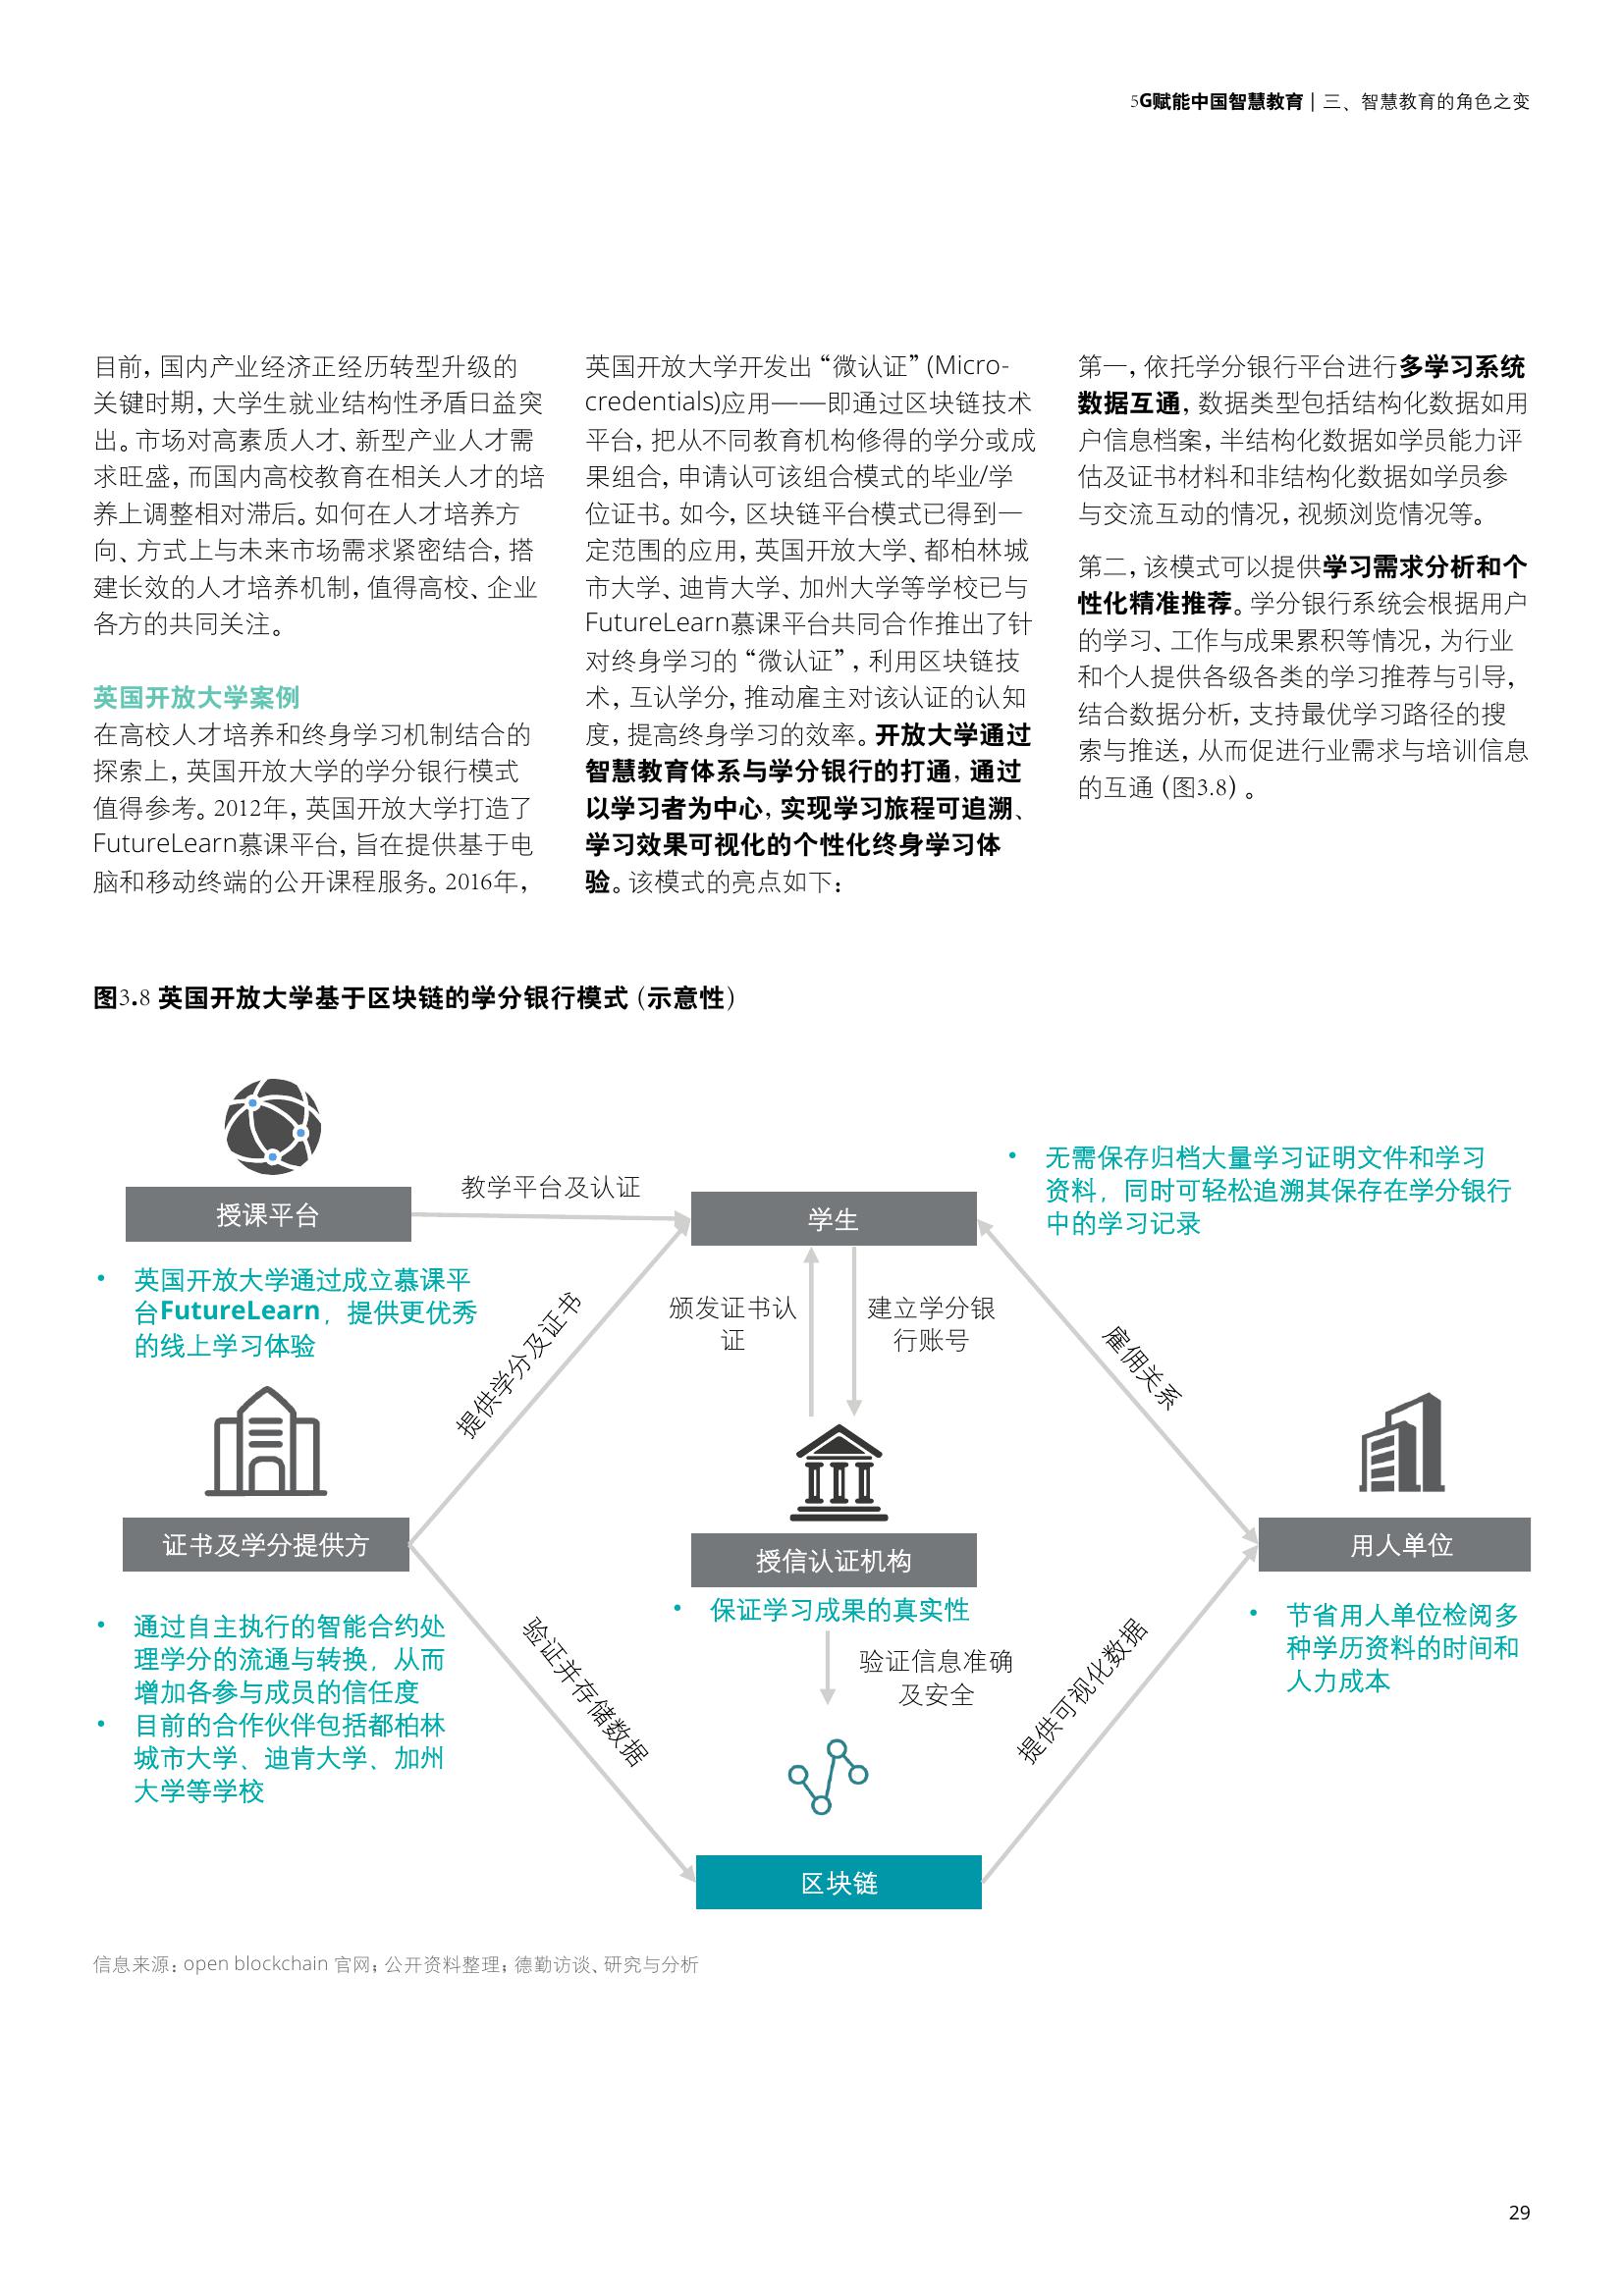 5G赋能中国智慧教育 | 三、智慧教育的角色之变
目前，国内产业经济正经历转型升级的
关键时期，大学生就业结构性矛盾日益突
出。市场对高素质人才、新型产业人才需
求旺盛，而国内高校教育在相关人才的培
养上调整相对滞后。如何在人才培养方
向、方式上与未来市场需求紧密结合，搭
建长效的人才培养机制，值得高校、企业
各方的共同关注。
英国开放大学案例
在高校人才培养和终身学习机制结合的
探索上，英国开放大学的学分银行模式
值得参考。2012年，英国开放大学打造了
FutureLearn慕课平台，旨在提供基于电
脑和移动终端的公开课程服务。2016年，
英国开放大学开发出“微认证”(Micro-
credentials)应用——即通过区块链技术
平台，把从不同教育机构修得的学分或成
果组合，申请认可该组合模式的毕业/学
位证书。如今，区块链平台模式已得到一
定范围的应用，英国开放大学、都柏林城
市大学、迪肯大学、加州大学等学校已与
FutureLearn慕课平台共同合作推出了针
对终身学习的“微认证”，利用区块链技
术，互认学分，推动雇主对该认证的认知
度，提高终身学习的效率。开放大学通过
智慧教育体系与学分银行的打通，通过
以学习者为中心，实现学习旅程可追溯、
学习效果可视化的个性化终身学习体
验。该模式的亮点如下：
第一，依托学分银行平台进行多学习系统
数据互通，数据类型包括结构化数据如用
户信息档案，半结构化数据如学员能力评
估及证书材料和非结构化数据如学员参
与交流互动的情况，视频浏览情况等。
第二，该模式可以提供学习需求分析和个
性化精准推荐。学分银行系统会根据用户
的学习、工作与成果累积等情况，为行业
和个人提供各级各类的学习推荐与引导，
结合数据分析，支持最优学习路径的搜
索与推送，从而促进行业需求与培训信息
的互通（图3.8）。
图3.8 英国开放大学基于区块链的学分银行模式（示意性）
授课平台
教学平台及认证
学生
• 无需保存归档大量学习证明文件和学习
资料，同时可轻松追溯其保存在学分银行
中的学习记录
• 英国开放大学通过成立慕课平
台FutureLearn，提供更优秀
的线上学习体验
提供学分及证书
颁发证书认
证
建立学分银
行账号
雇佣关系
证书及学分提供方
授信认证机构
用人单位
• 保证学习成果的真实性
• 通过自主执行的智能合约处
理学分的流通与转换，从而
增加各参与成员的信任度
• 目前的合作伙伴包括都柏林
城市大学、迪肯大学、加州
大学等学校
验证并存储数据
验证信息准确
及安全
提供可视化数据
• 节省用人单位检阅多
种学历资料的时间和
人力成本
区块链
信息来源：open blockchain 官网；公开资料整理；德勤访谈、研究与分析
29